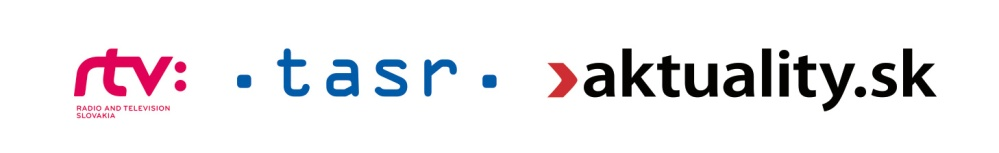 rtv:
RADIO AND TELEVISION
SLOVAKIA
· tasr ·
aktuality.sk